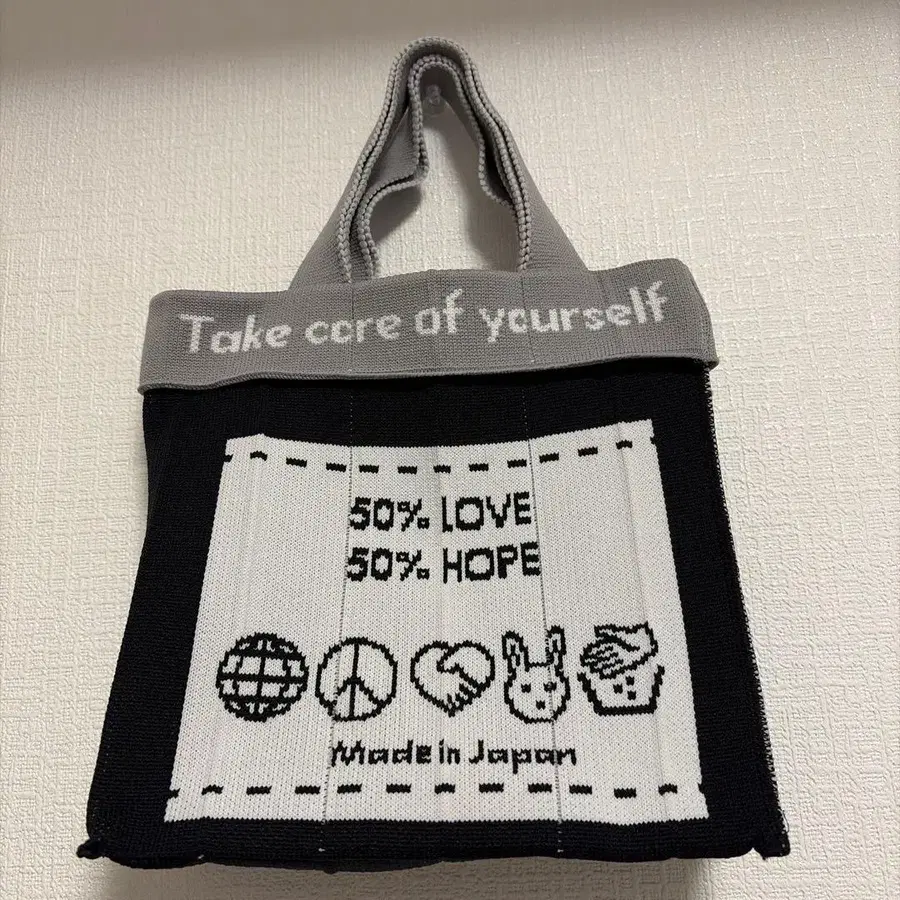 Take care of yourself
50% LOVE
50% HOPE
Made in Japan